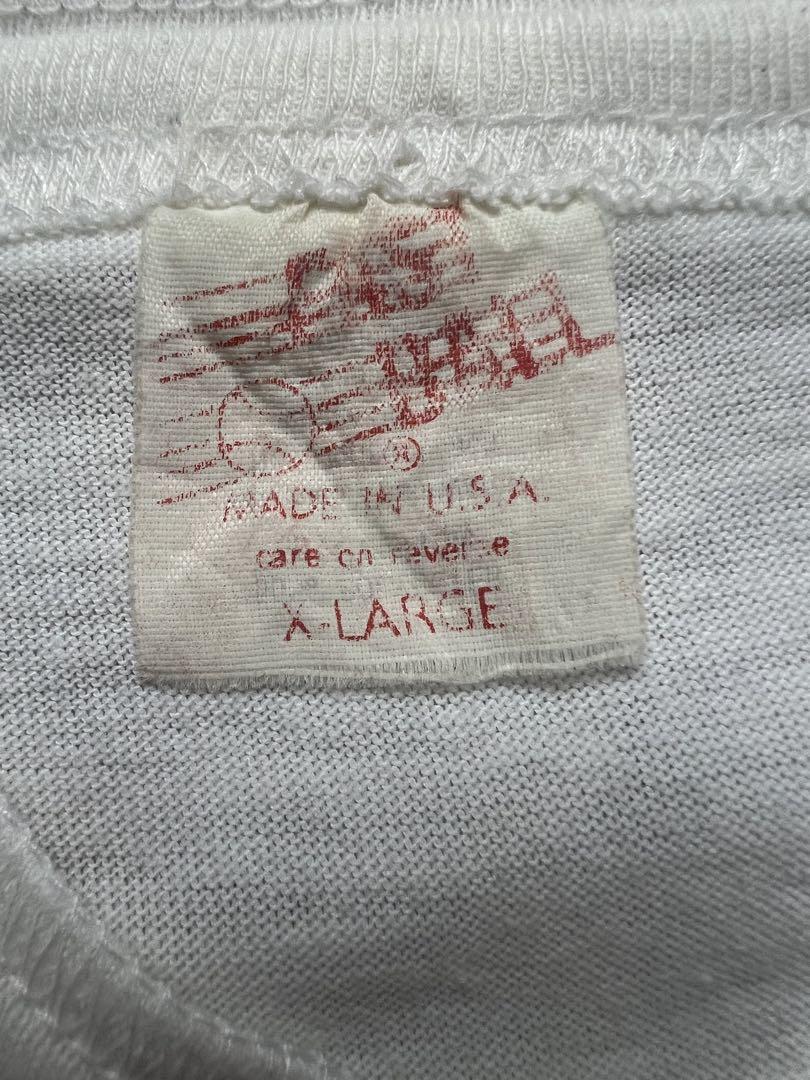 ®
MADE IN U.S.A.
care on reverse
X-LARGE